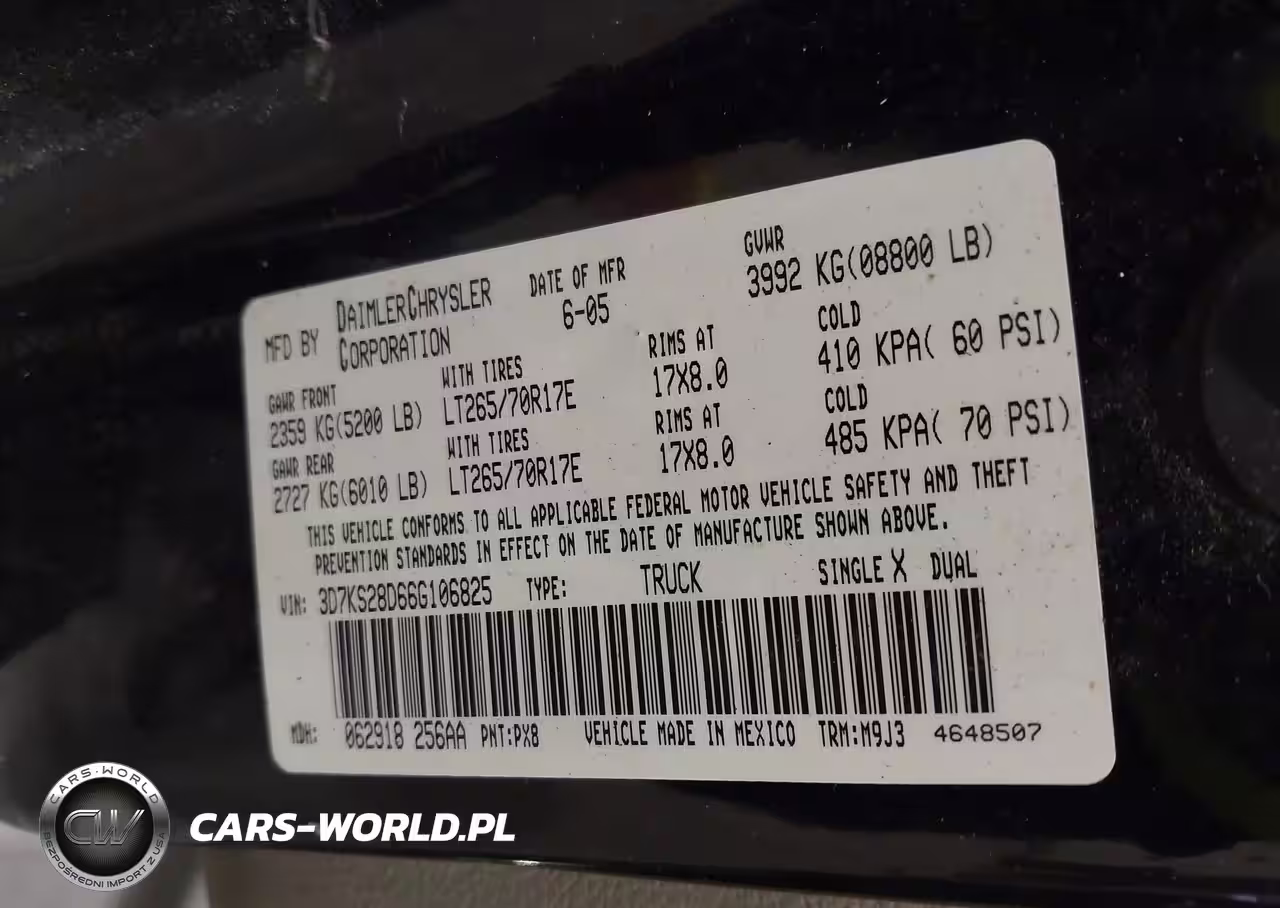 MFD BY DAIMLERCHRYSLER CORPORATION DATE OF MFR 6-05 GVWR 3992 KG(08800 LB)
GAWR FRONT WITH TIRES RIMS AT COLD
2359 KG(5200 LB) LT265/70R17E 17X8.0 410 KPA( 60 PSI)
GAWR REAR WITH TIRES RIMS AT COLD
2727 KG(6010 LB) LT265/70R17E 17X8.0 485 KPA( 70 PSI)
THIS VEHICLE CONFORMS TO ALL APPLICABLE FEDERAL MOTOR VEHICLE SAFETY AND THEFT
PREVENTION STANDARDS IN EFFECT ON THE DATE OF MANUFACTURE SHOWN ABOVE.
VIN: 3D7KS28D66G106825 TYPE: TRUCK SINGLE X DUAL
MDH: 062918 256AA PNT:PX8 VEHICLE MADE IN MEXICO TRM:M9J3 4648507
CARS-WORLD
CW
BEZPOŚREDNI IMPORT Z USA
CARS-WORLD.PL